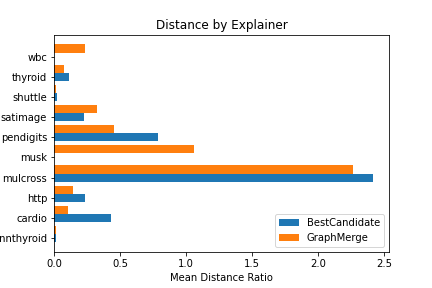 Distance by Explainer
wbc
thyroid
shuttle
satimage
pendigits
musk
mulcross
http
cardio
nnthyroid
0.0 0.5 1.0 1.5 2.0 2.5
Mean Distance Ratio
BestCandidate
GraphMerge